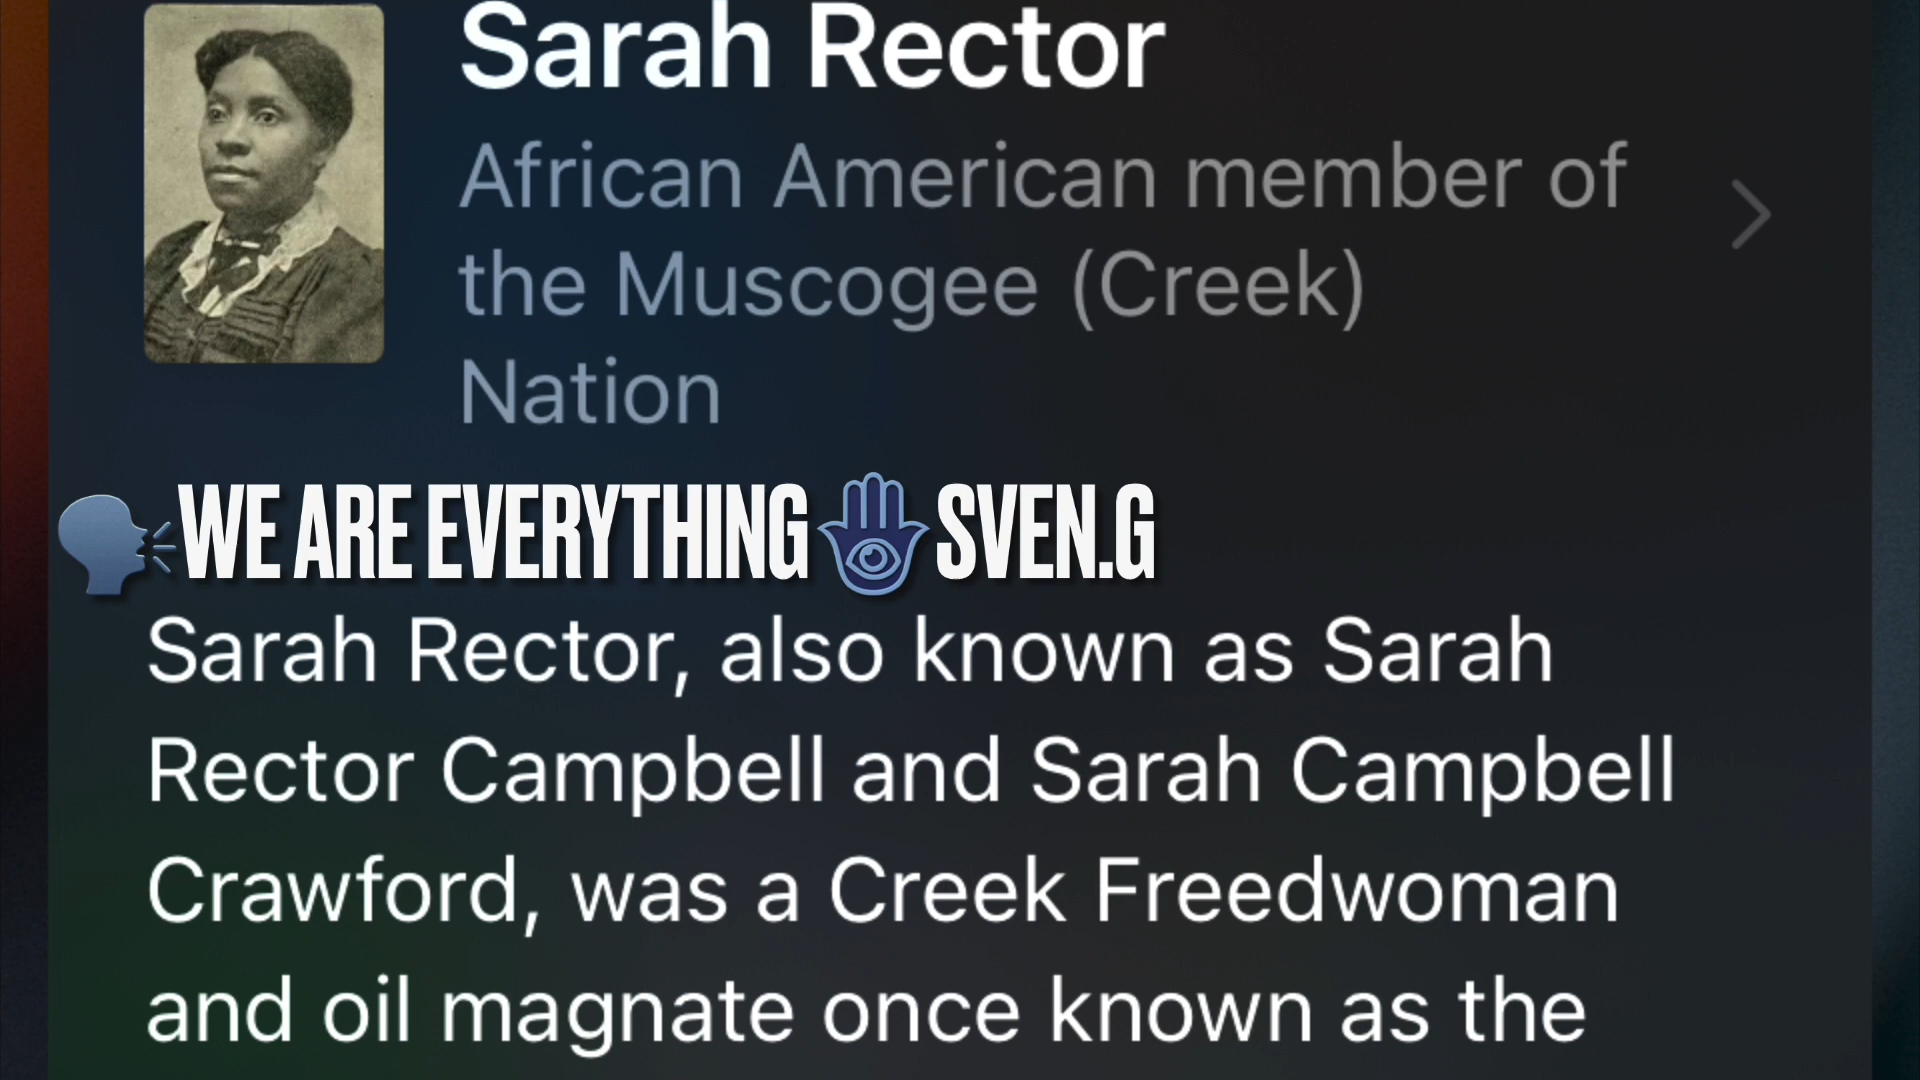 Sarah Rector
African American member of
the Muscogee (Creek)
Nation
WE ARE EVERYTHING SVEN.G
Sarah Rector, also known as Sarah
Rector Campbell and Sarah Campbell
Crawford, was a Creek Freedwoman
and oil magnate once known as the